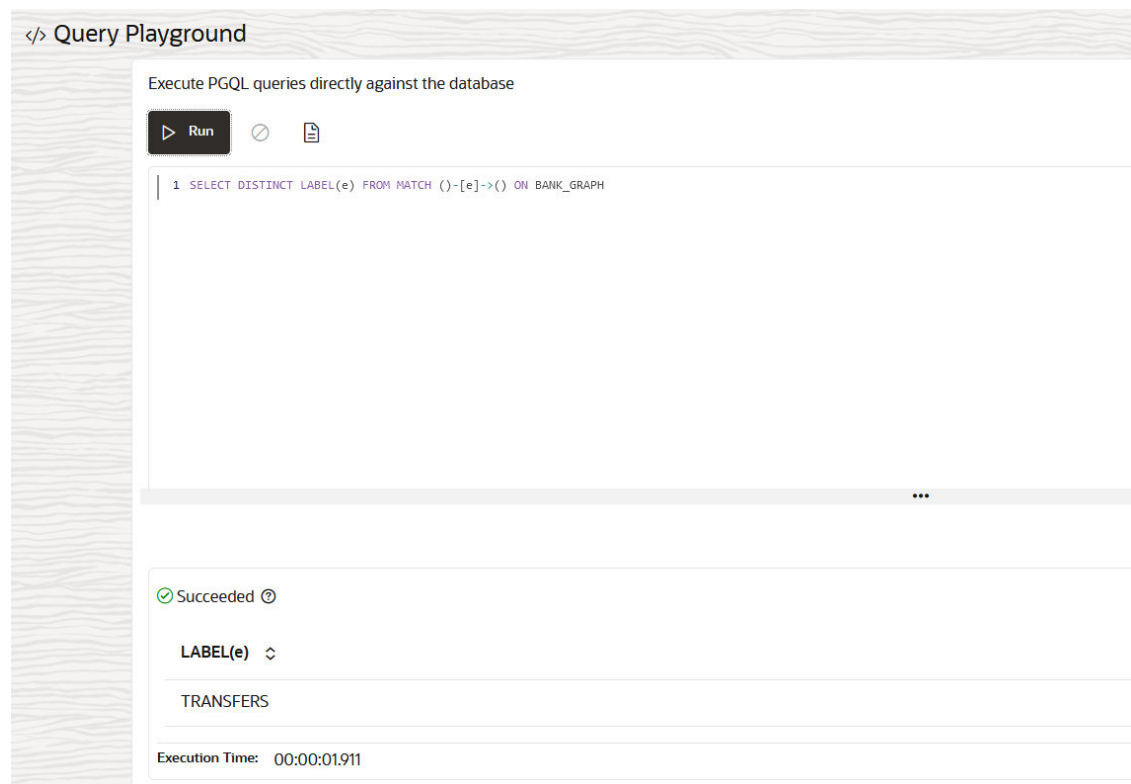 </> Query Playground
Execute PGQL queries directly against the database
Run
1 SELECT DISTINCT LABEL(e) FROM MATCH ()-[e]->() ON BANK_GRAPH
Succeeded
LABEL(e)
TRANSFERS
Execution Time: 00:00:01.911